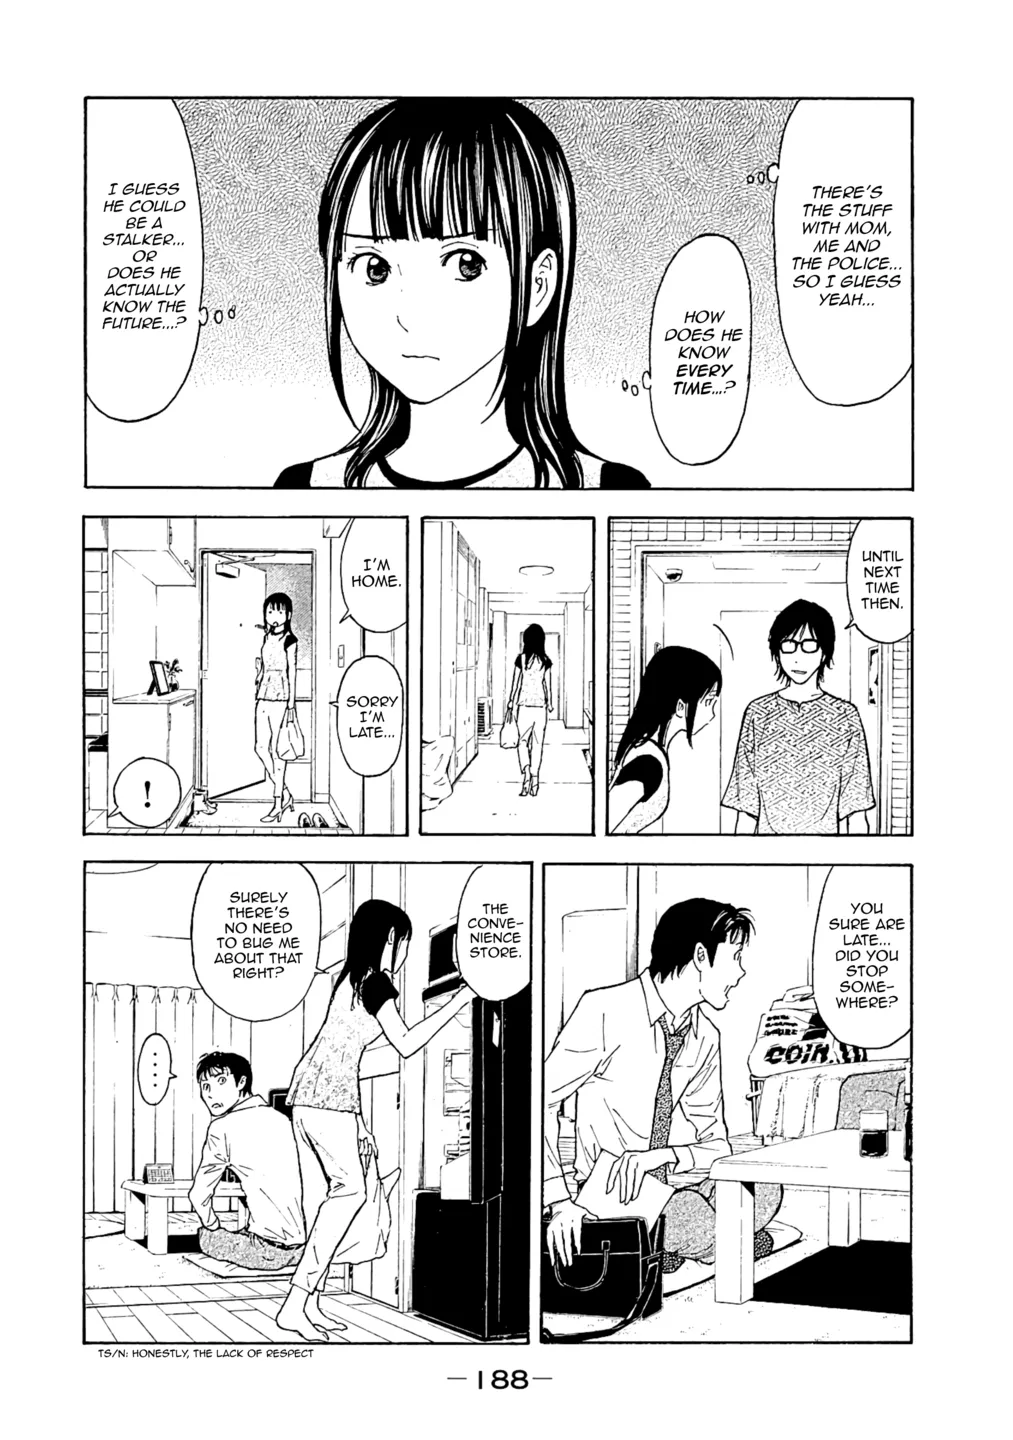 THERE'S
THE STUFF
WITH MOM,
ME AND
THE POLICE...
SO I GUESS
YEAH...
HOW
DOES HE
KNOW
EVERY
TIME...?
I GUESS
HE COULD
BE A
STALKER...
OR
DOES HE
ACTUALLY
KNOW THE
FUTURE...?
UNTIL
NEXT
TIME
THEN.
I'M
HOME.
SORRY
I'M
LATE...
!
YOU
SURE ARE
LATE...
DID YOU
STOP
SOME-
WHERE?
COIN
THE
CONVE-
NIENCE
STORE.
SURELY
THERE'S
NO NEED
TO BUG ME
ABOUT THAT
RIGHT?
....
TS/N: HONESTLY, THE LACK OF RESPECT
—188—